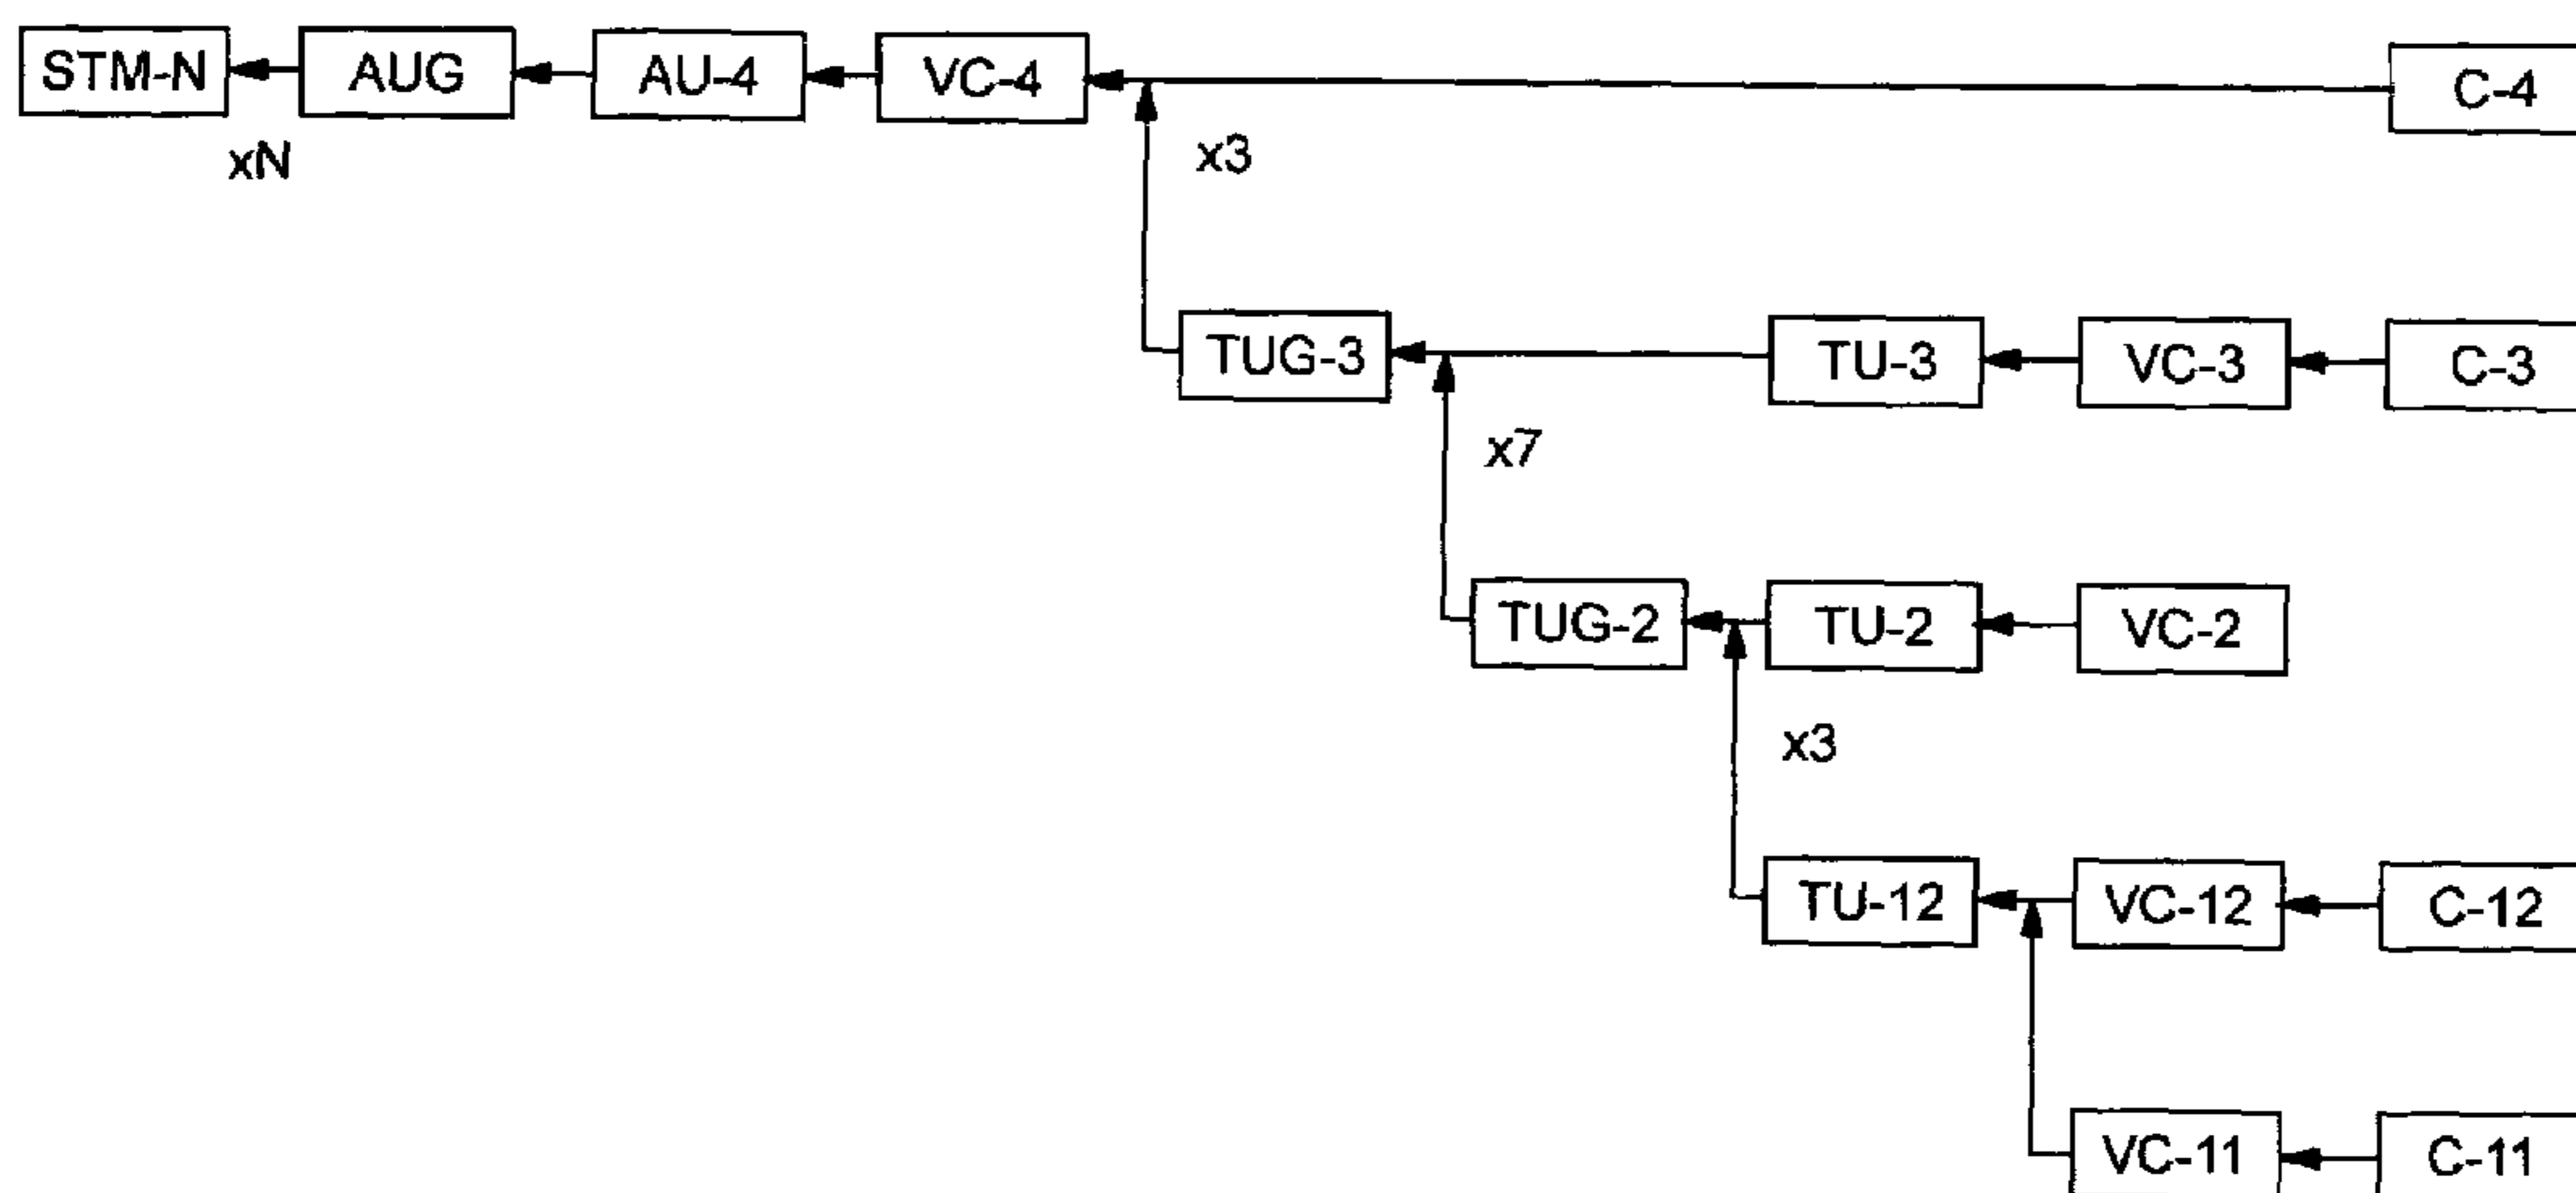 STM-N AUG AU-4 VC-4 C-4
xN x3
TUG-3 TU-3 VC-3 C-3
x7
TUG-2 TU-2 VC-2
x3
TU-12 VC-12 C-12
VC-11 C-11